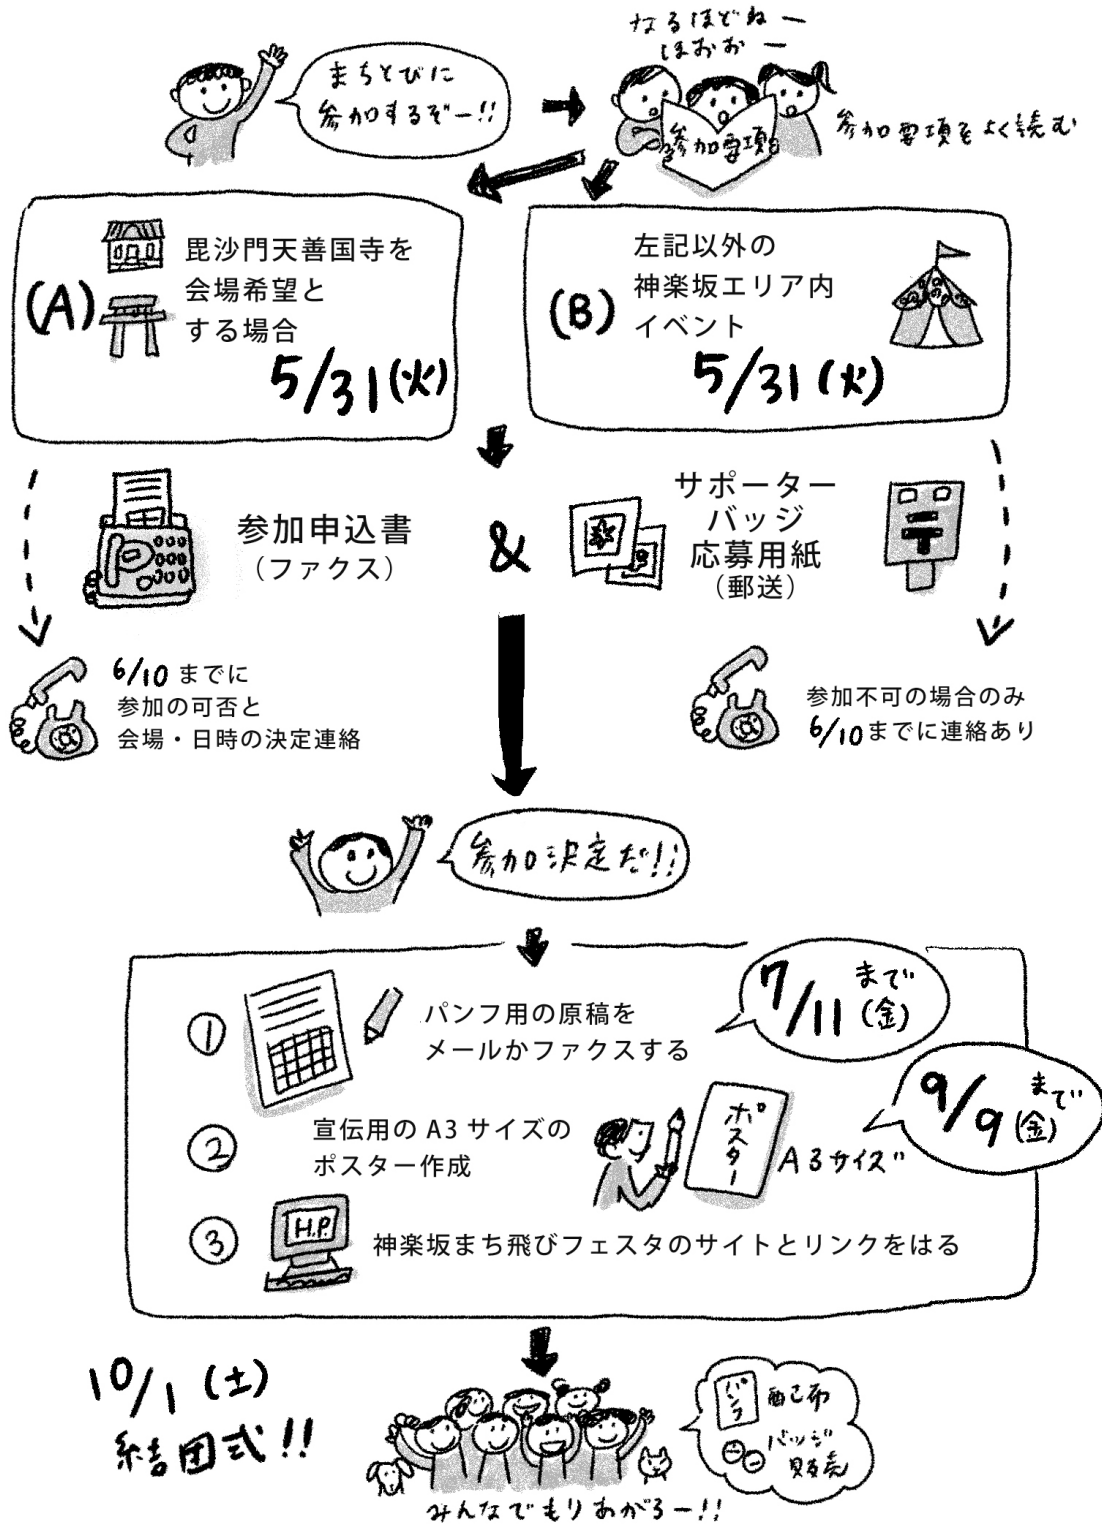 まちとびに
参加するぞー!!
なるほどねー
ほおおー
参加要項
参加要項をよく読む
(A)
毘沙門天善国寺を
会場希望と
する場合
5/31(火)
(B)
左記以外の
神楽坂エリア内
イベント
5/31(火)
参加申込書
（ファクス）
&
サポーター
バッジ
応募用紙
（郵送）
〒
6/10 までに
参加の可否と
会場・日時の決定連絡
参加不可の場合のみ
6/10までに連絡あり
参加決定だ!!
①
パンフ用の原稿を
メールかファクスする
7/11(金)まで
②
宣伝用の A3 サイズの
ポスター作成
ポスター
A3サイズ
9/9(金)まで
③
H.P.
神楽坂まち飛びフェスタのサイトとリンクをはる
10/1(土)
結団式!!
パンフ配布
バッジ
販売
みんなでもりあがろー!!